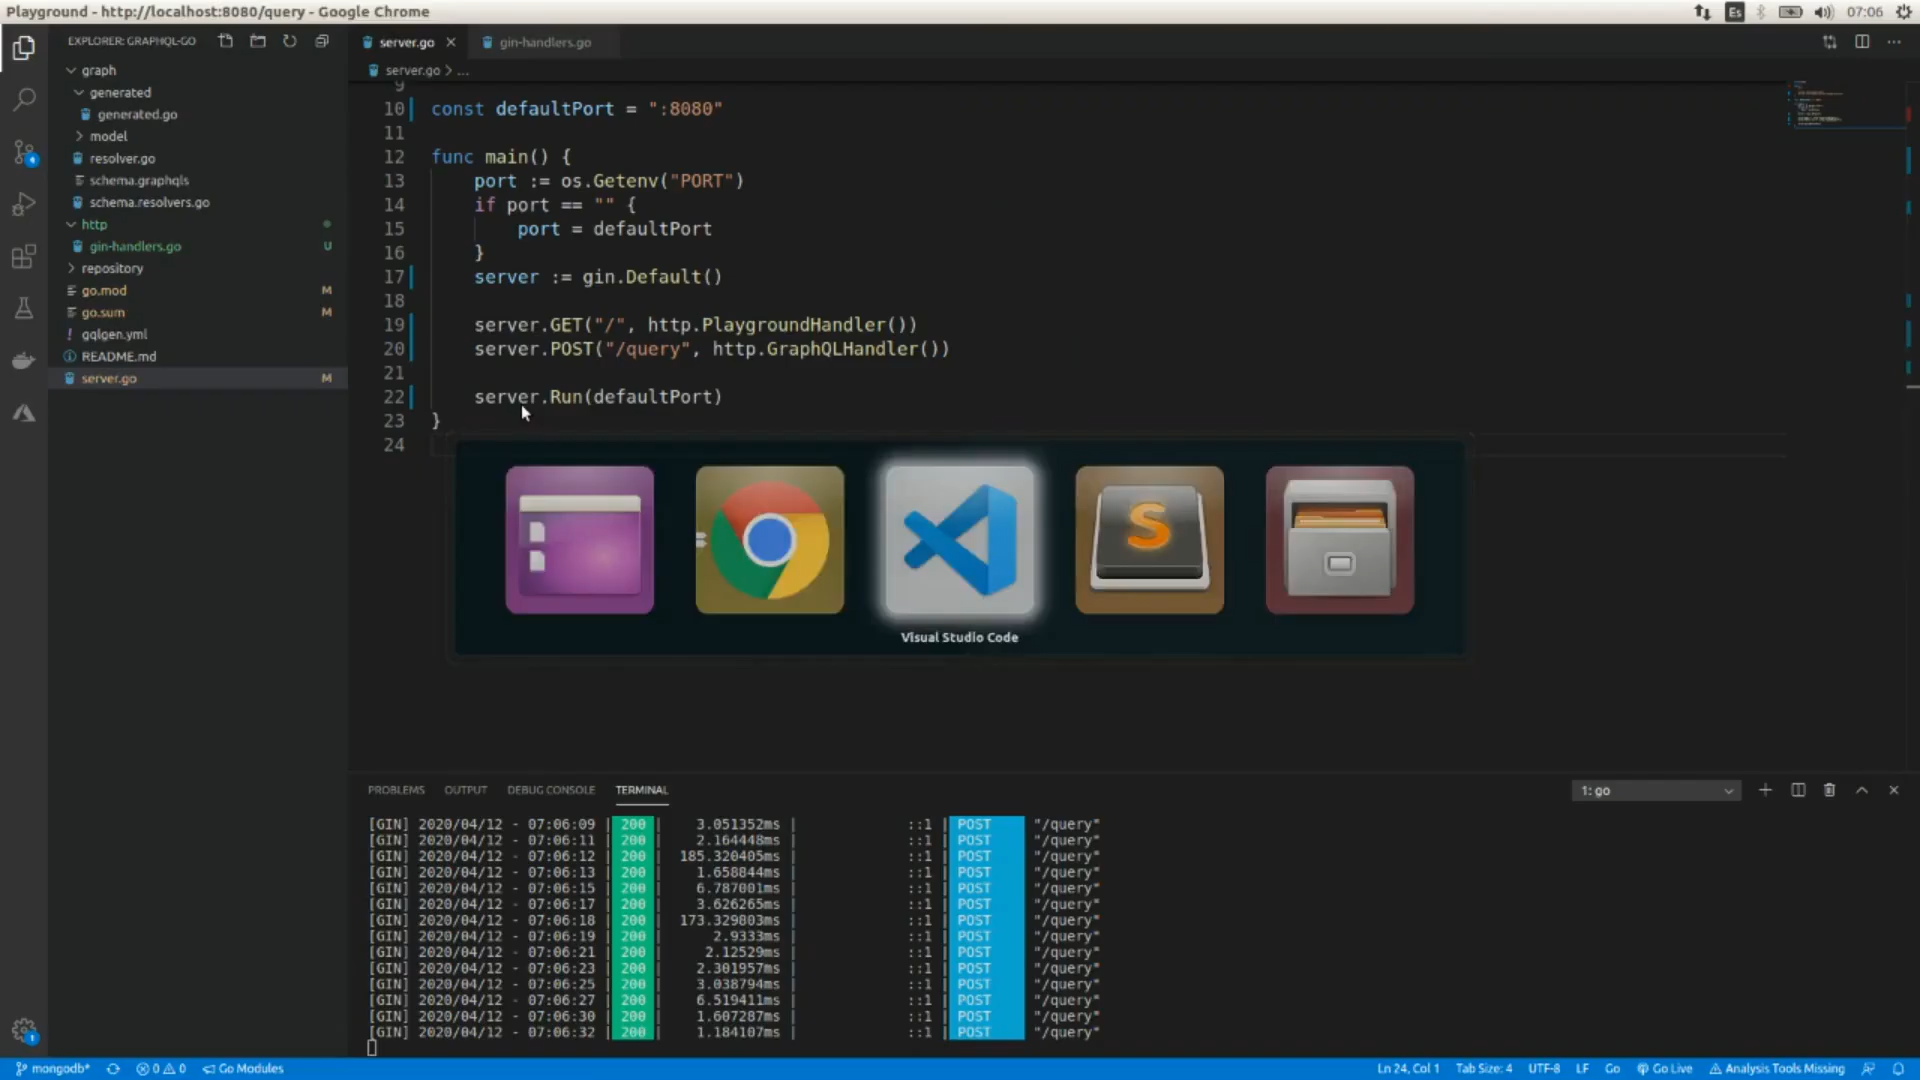 Playground - http://localhost:8080/query - Google Chrome
Es
07:06
EXPLORER: GRAPHQL-GO
server.go
gin-handlers.go
graph
server.go > ...
generated
generated.go
model
resolver.go
schema.graphqls
schema.resolvers.go
http
gin-handlers.go U
repository
go.mod M
go.sum M
gqlgen.yml
README.md
server.go M
9
10 const defaultPort = ":8080"
11
12 func main() {
13 port := os.Getenv("PORT")
14 if port == "" {
15 port = defaultPort
16 }
17 server := gin.Default()
18
19 server.GET("/", http.PlaygroundHandler())
20 server.POST("/query", http.GraphQLHandler())
21
22 server.Run(defaultPort)
23 }
24
S
Visual Studio Code
PROBLEMS OUTPUT DEBUG CONSOLE TERMINAL
1: go
[GIN] 2020/04/12 - 07:06:09 | 200 | 3.051352ms | ::1 | POST "/query"
[GIN] 2020/04/12 - 07:06:11 | 200 | 2.164448ms | ::1 | POST "/query"
[GIN] 2020/04/12 - 07:06:12 | 200 | 185.320405ms | ::1 | POST "/query"
[GIN] 2020/04/12 - 07:06:13 | 200 | 1.658844ms | ::1 | POST "/query"
[GIN] 2020/04/12 - 07:06:15 | 200 | 6.787001ms | ::1 | POST "/query"
[GIN] 2020/04/12 - 07:06:17 | 200 | 3.626265ms | ::1 | POST "/query"
[GIN] 2020/04/12 - 07:06:18 | 200 | 173.329803ms | ::1 | POST "/query"
[GIN] 2020/04/12 - 07:06:19 | 200 | 2.9333ms | ::1 | POST "/query"
[GIN] 2020/04/12 - 07:06:21 | 200 | 2.12529ms | ::1 | POST "/query"
[GIN] 2020/04/12 - 07:06:23 | 200 | 2.301957ms | ::1 | POST "/query"
[GIN] 2020/04/12 - 07:06:25 | 200 | 3.038794ms | ::1 | POST "/query"
[GIN] 2020/04/12 - 07:06:27 | 200 | 6.519411ms | ::1 | POST "/query"
[GIN] 2020/04/12 - 07:06:30 | 200 | 1.607287ms | ::1 | POST "/query"
[GIN] 2020/04/12 - 07:06:32 | 200 | 1.184107ms | ::1 | POST "/query"
1
mongodb* 0 0 Go Modules
Ln 24, Col 1 Tab Size: 4 UTF-8 LF Go Go Live Analysis Tools Missing